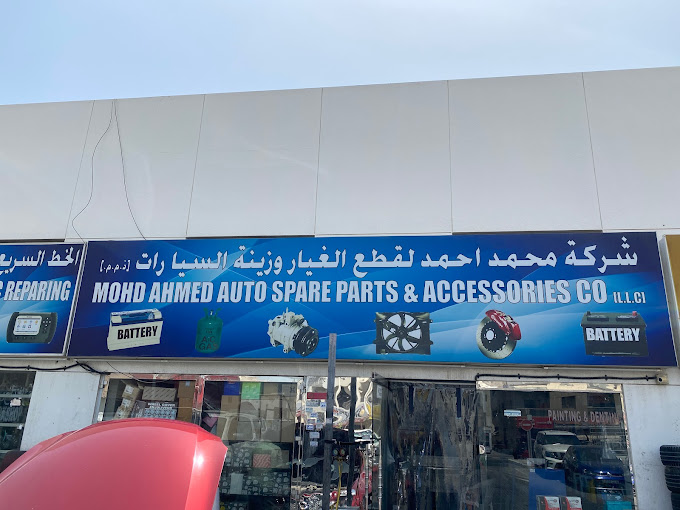 شركة محمد احمد لقطع الغيار وزينة السيا رات (ذ.م.م.)
MOHD AHMED AUTO SPARE PARTS & ACCESSORIES CO (L.L.C)
BATTERY
BATTERY
الخط السريع
REPARING
PAINTING & DENTIN